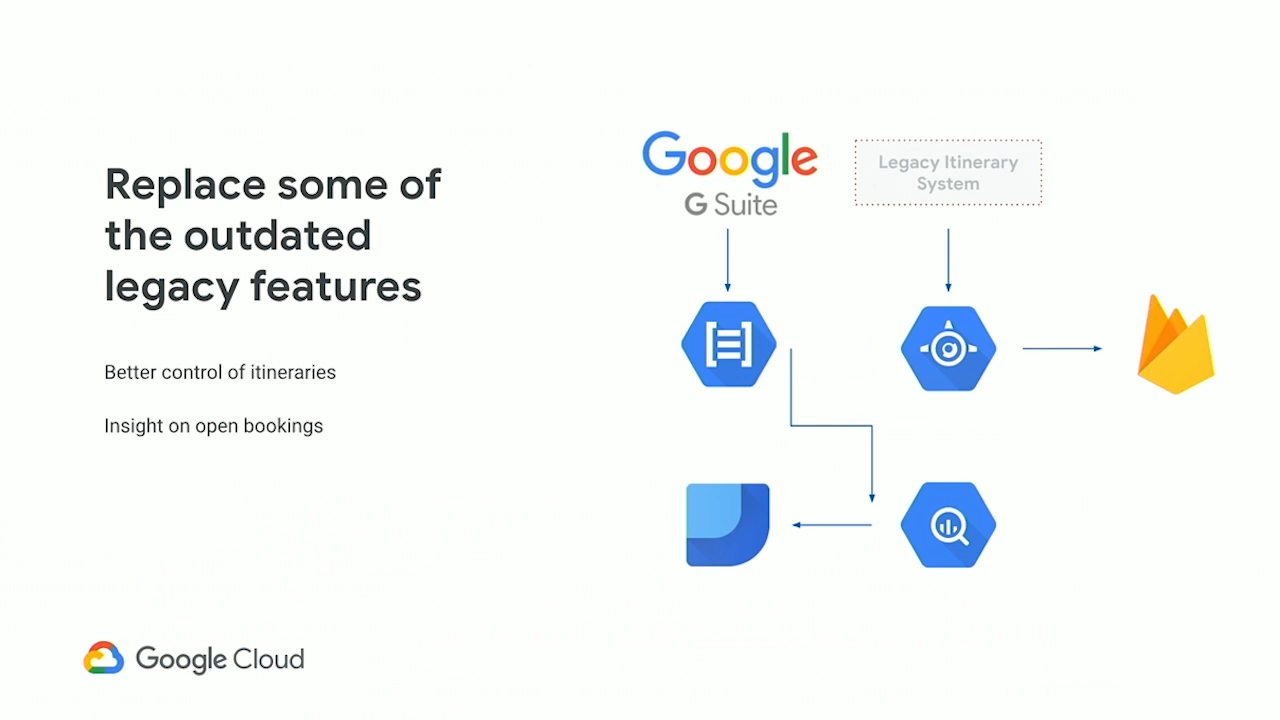 Replace some of
the outdated
legacy features
Better control of itineraries
Insight on open bookings
Google
G Suite
Legacy Itinerary
System
Google Cloud